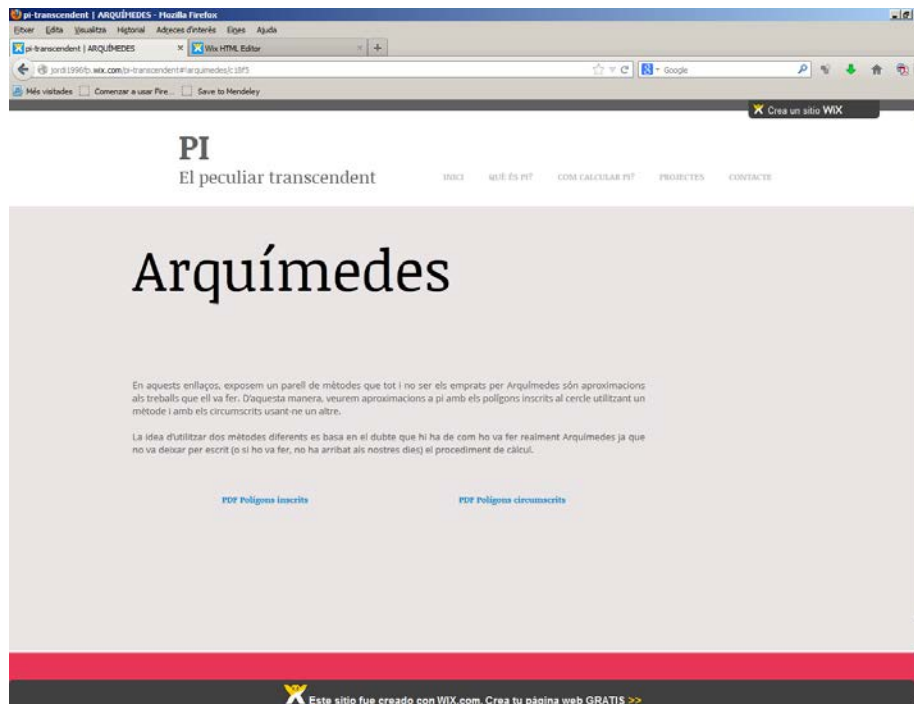 pi-transcendent | ARQUÍMEDES - Mozilla Firefox
Fitxer Edita Visualitza Historial Adreces d'interès Eines Ajuda
pi-transcendent | ARQUÍMEDES × Wix HTML Editor × +
jordi1996fb.wix.com/pi-transcendent#!arquimedes/c18f5 Google
Més visitades Comenzar a usar Fire... Save to Mendeley
Crea un sitio WiX
PI
El peculiar transcendent
INICI QUÈ ÉS PI? COM CALCULAR PI? PROJECTES CONTACTE
Arquímedes
En aquests enllaços, exposem un parell de mètodes que tot i no ser els emprats per Arquímedes són aproximacions
als treballs que ell va fer. D'aquesta manera, veurem aproximacions a pi amb els polígons inscrits al cercle utilitzant un
mètode i amb els circumscrits usant-ne un altre.
La idea d'utilitzar dos mètodes diferents es basa en el dubte que hi ha de com ho va fer realment Arquímedes ja que
no va deixar per escrit (o si ho va fer, no ha arribat als nostres dies) el procediment de càlcul.
PDF Polígons inscrits PDF Polígons circumscrits
Este sitio fue creado con WIX.com. Crea tu página web GRATIS >>